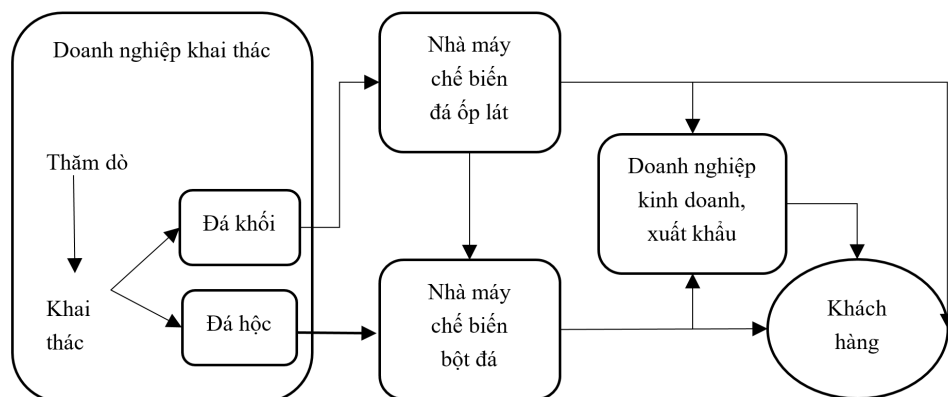 Doanh nghiệp khai thác
Thăm dò
Khai
thác
Đá khối
Đá hộc
Nhà máy
chế biến
đá ốp lát
Nhà máy
chế biến
bột đá
Doanh nghiệp
kinh doanh,
xuất khẩu
Khách
hàng